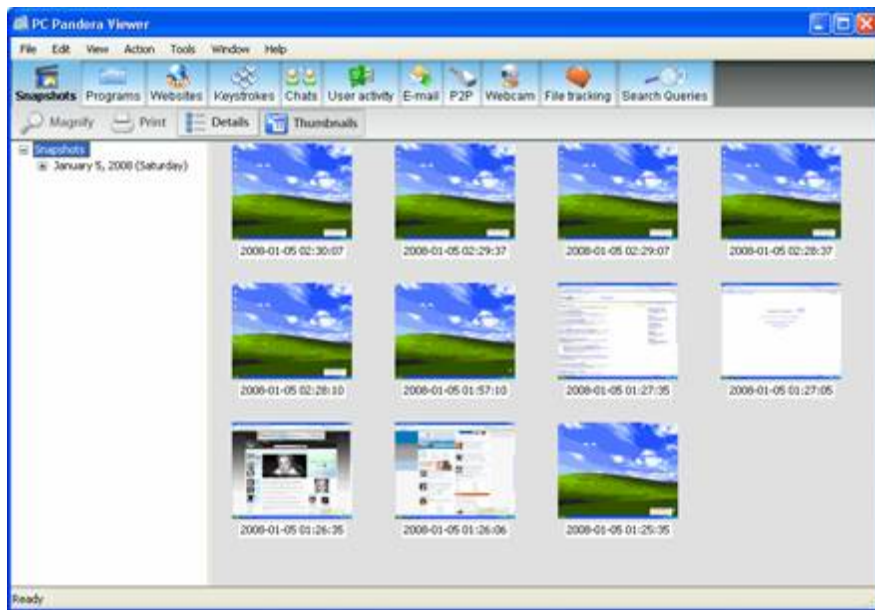 PC Pandora Viewer
File Edit View Action Tools Window Help
Snapshots Programs Websites Keystrokes Chats User activity E-mail P2P Webcam File tracking Search Queries
Magnify Print Details Thumbnails
Snapshots
January 5, 2008 (Saturday)
2008-01-05 02:30:07 2008-01-05 02:29:37 2008-01-05 02:29:07 2008-01-05 02:28:37
2008-01-05 02:28:10 2008-01-05 01:57:10 2008-01-05 01:27:35 2008-01-05 01:27:05
2008-01-05 01:26:35 2008-01-05 01:26:06 2008-01-05 01:25:35
Ready